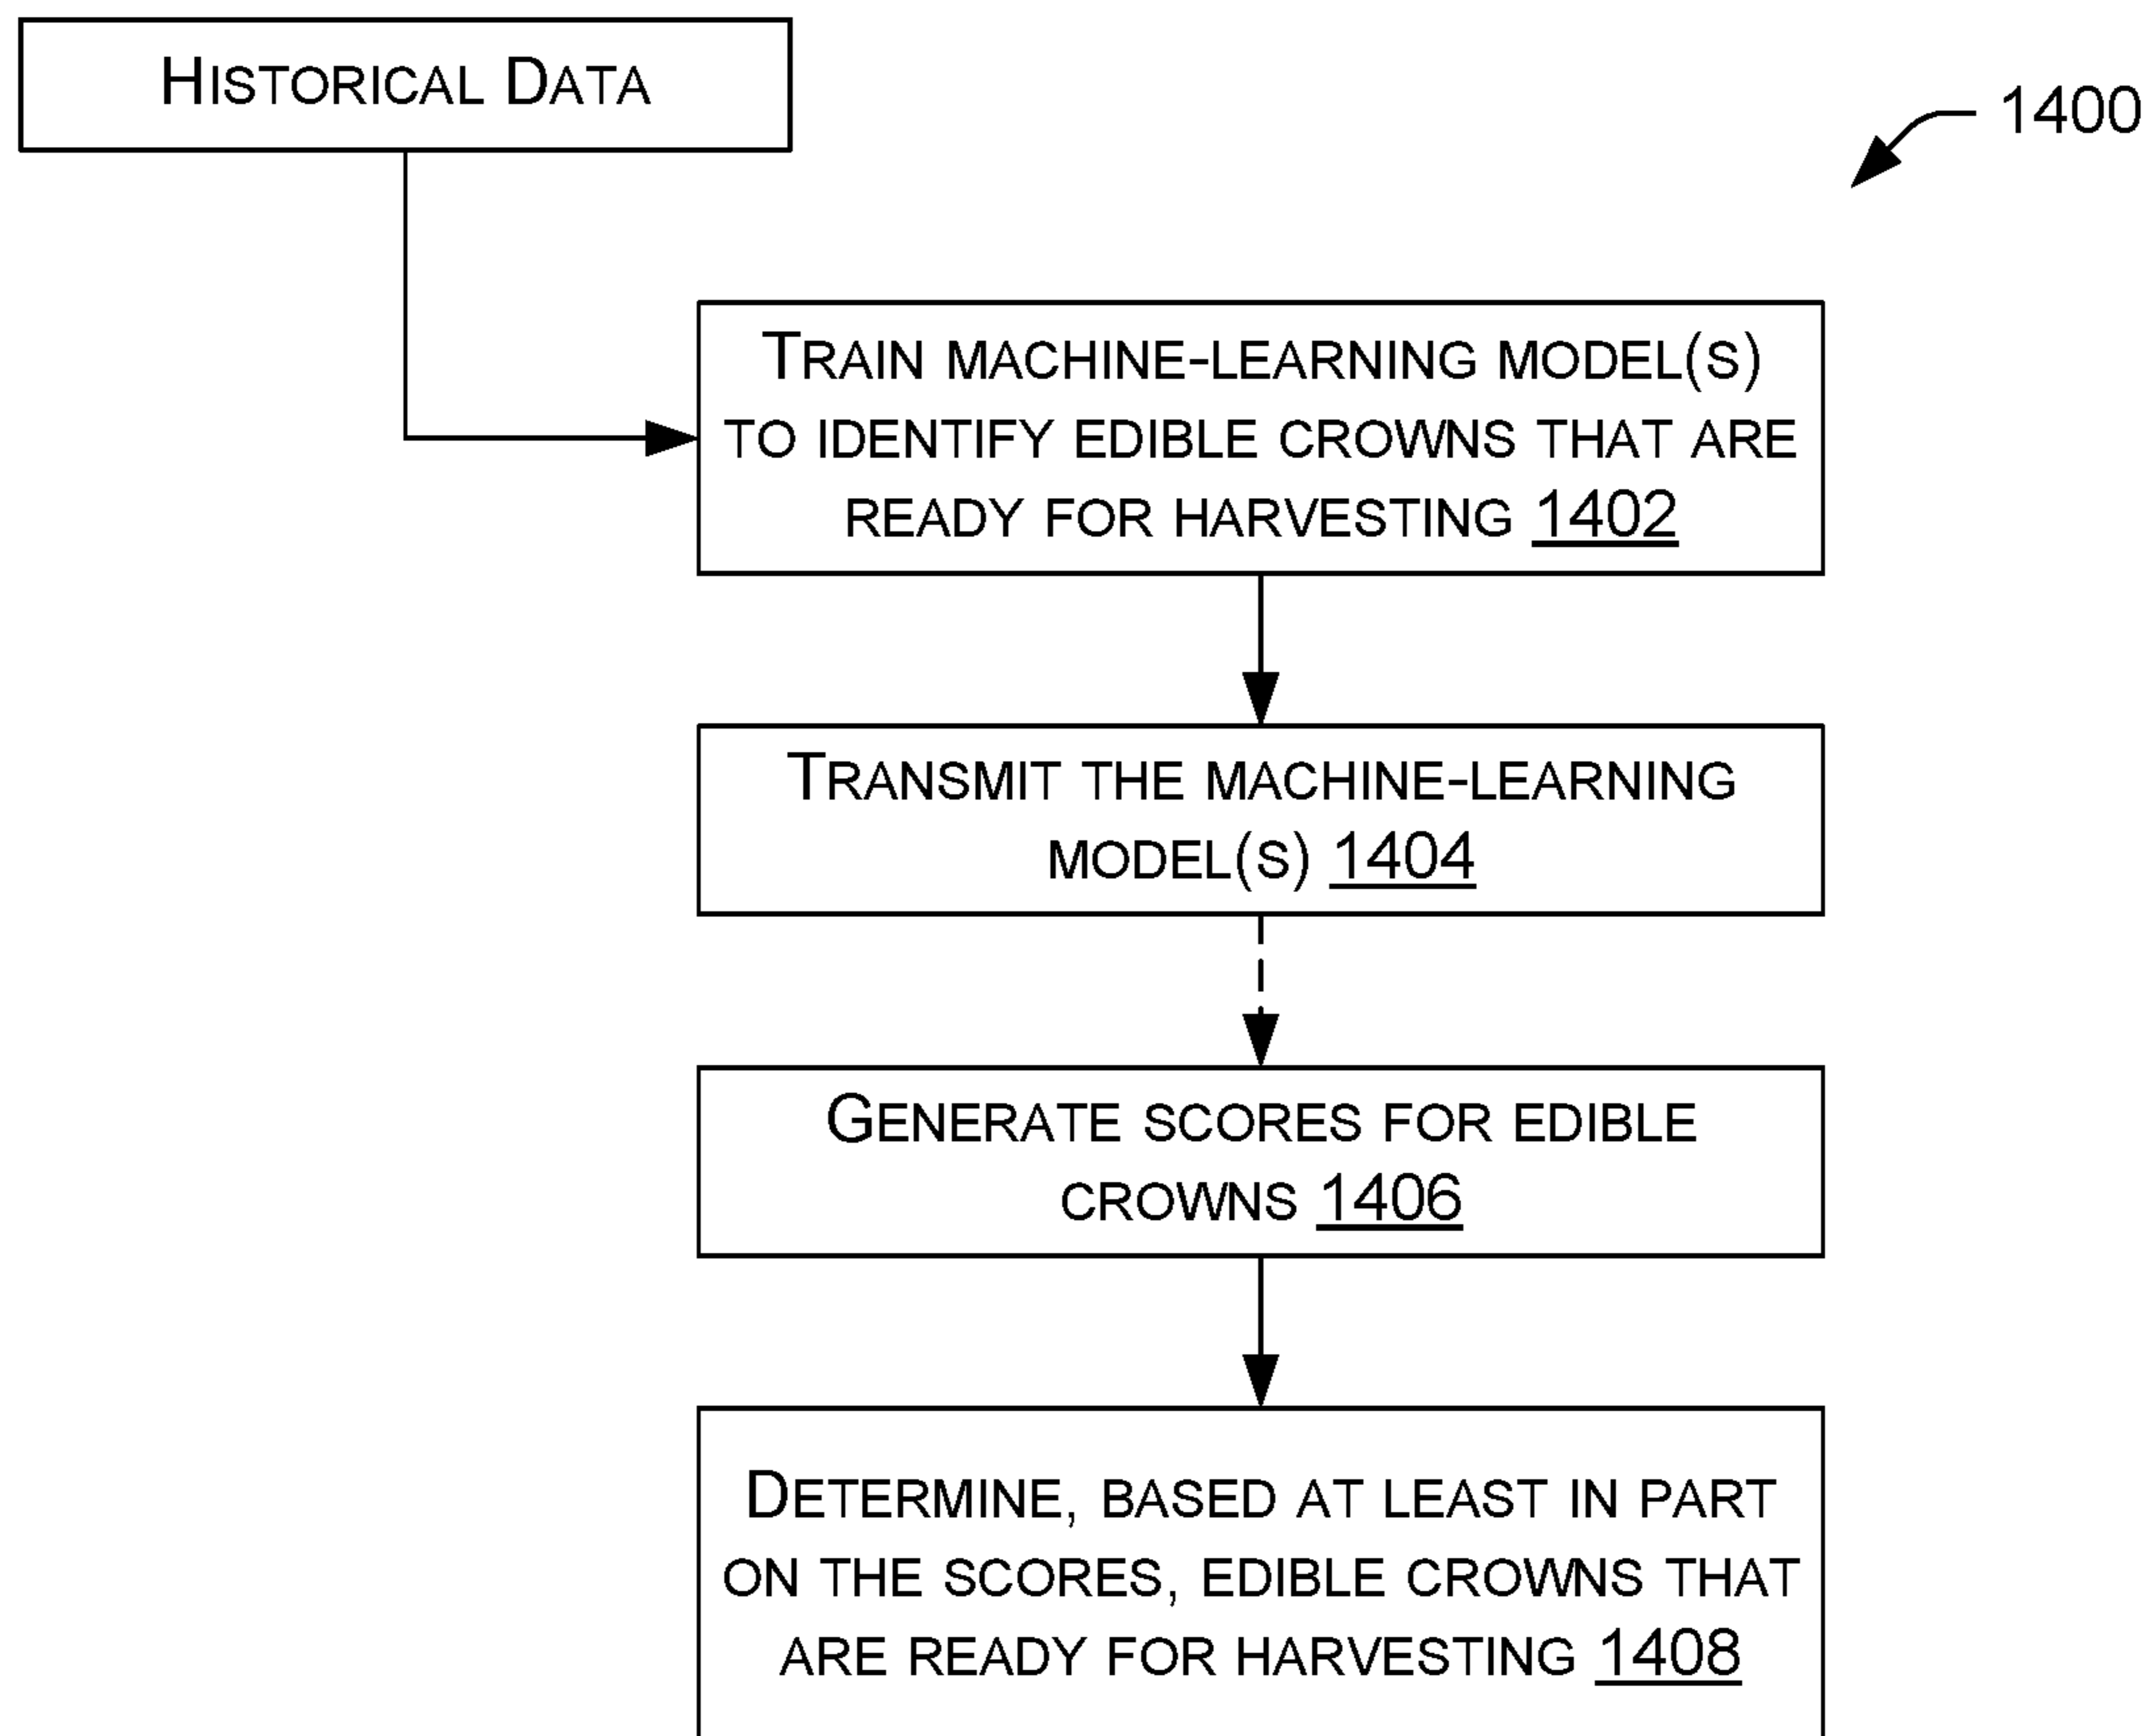 HISTORICAL DATA
1400
TRAIN MACHINE-LEARNING MODEL(S)
TO IDENTIFY EDIBLE CROWNS THAT ARE
READY FOR HARVESTING 1402
TRANSMIT THE MACHINE-LEARNING
MODEL(S) 1404
GENERATE SCORES FOR EDIBLE
CROWNS 1406
DETERMINE, BASED AT LEAST IN PART
ON THE SCORES, EDIBLE CROWNS THAT
ARE READY FOR HARVESTING 1408